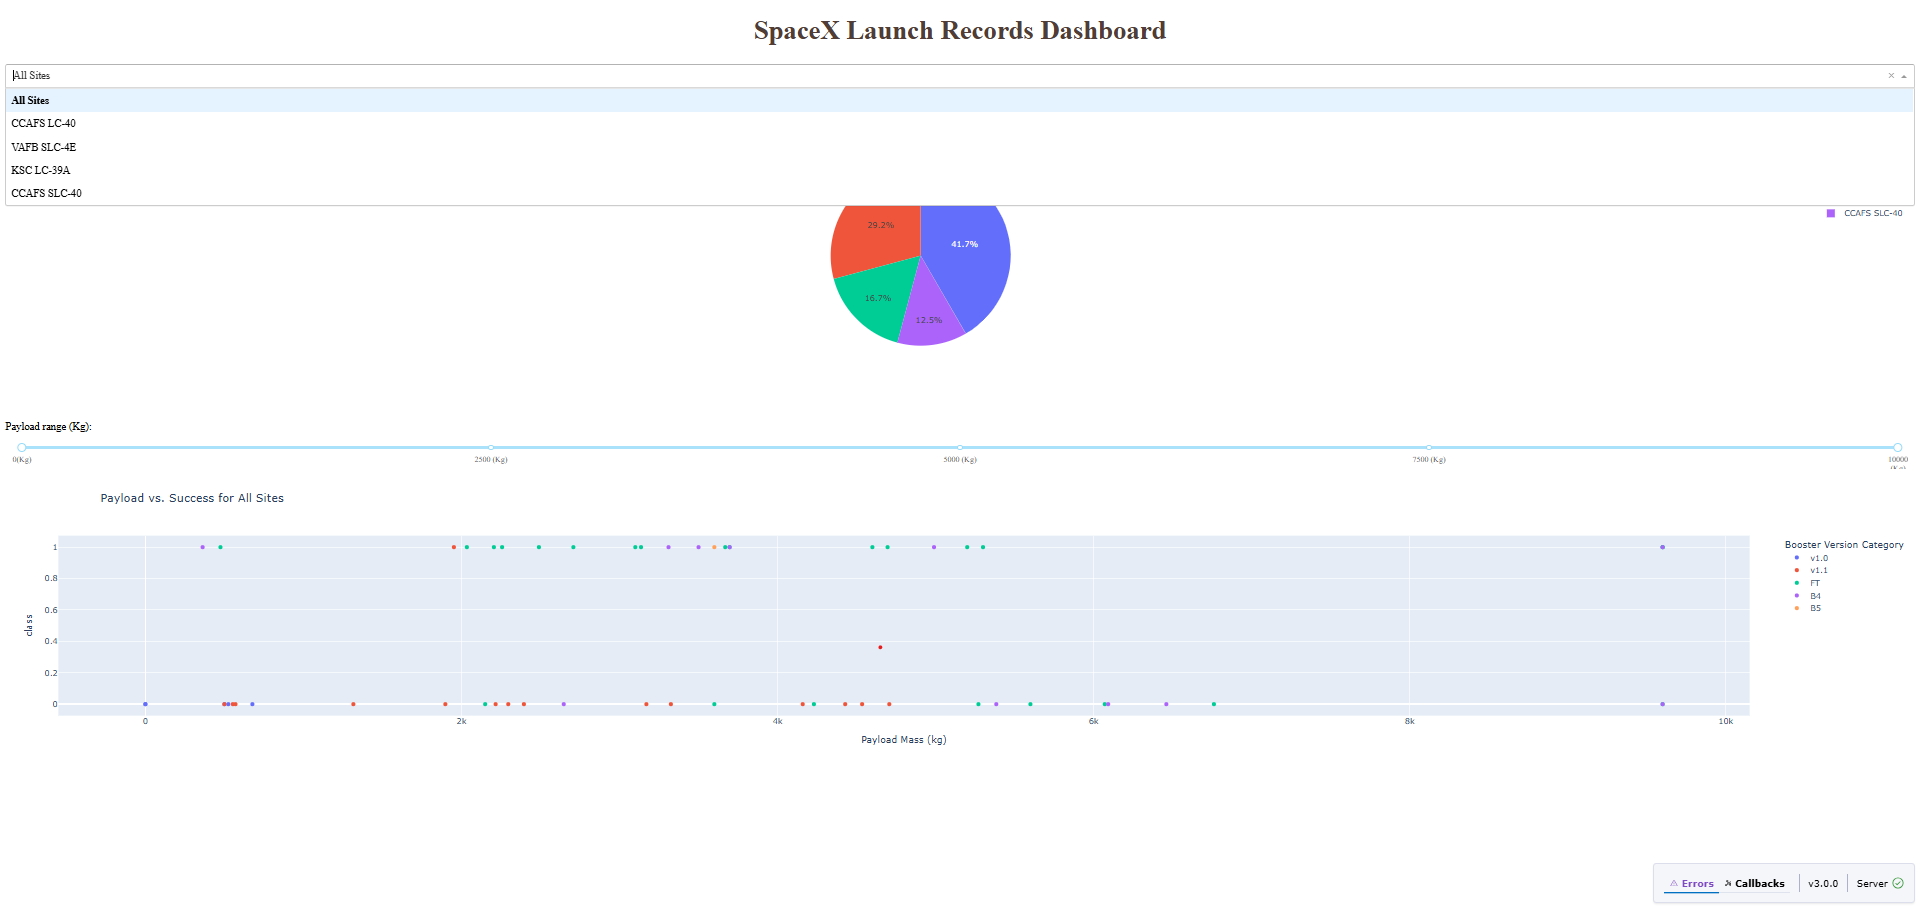 SpaceX Launch Records Dashboard
All Sites
All Sites
CCAFS LC-40
VAFB SLC-4E
KSC LC-39A
CCAFS SLC-40
CCAFS SLC-40
29.2%
41.7%
16.7%
12.5%
Payload range (Kg):
0(Kg) 2500 (Kg) 5000 (Kg) 7500 (Kg) 10000
Payload vs. Success for All Sites
Booster Version Category
v1.0
v1.1
FT
B4
B5
1
0.8
0.6
0.4
0.2
0
class
0 2k 4k 6k 8k 10k
Payload Mass (kg)
Errors Callbacks v3.0.0 Server